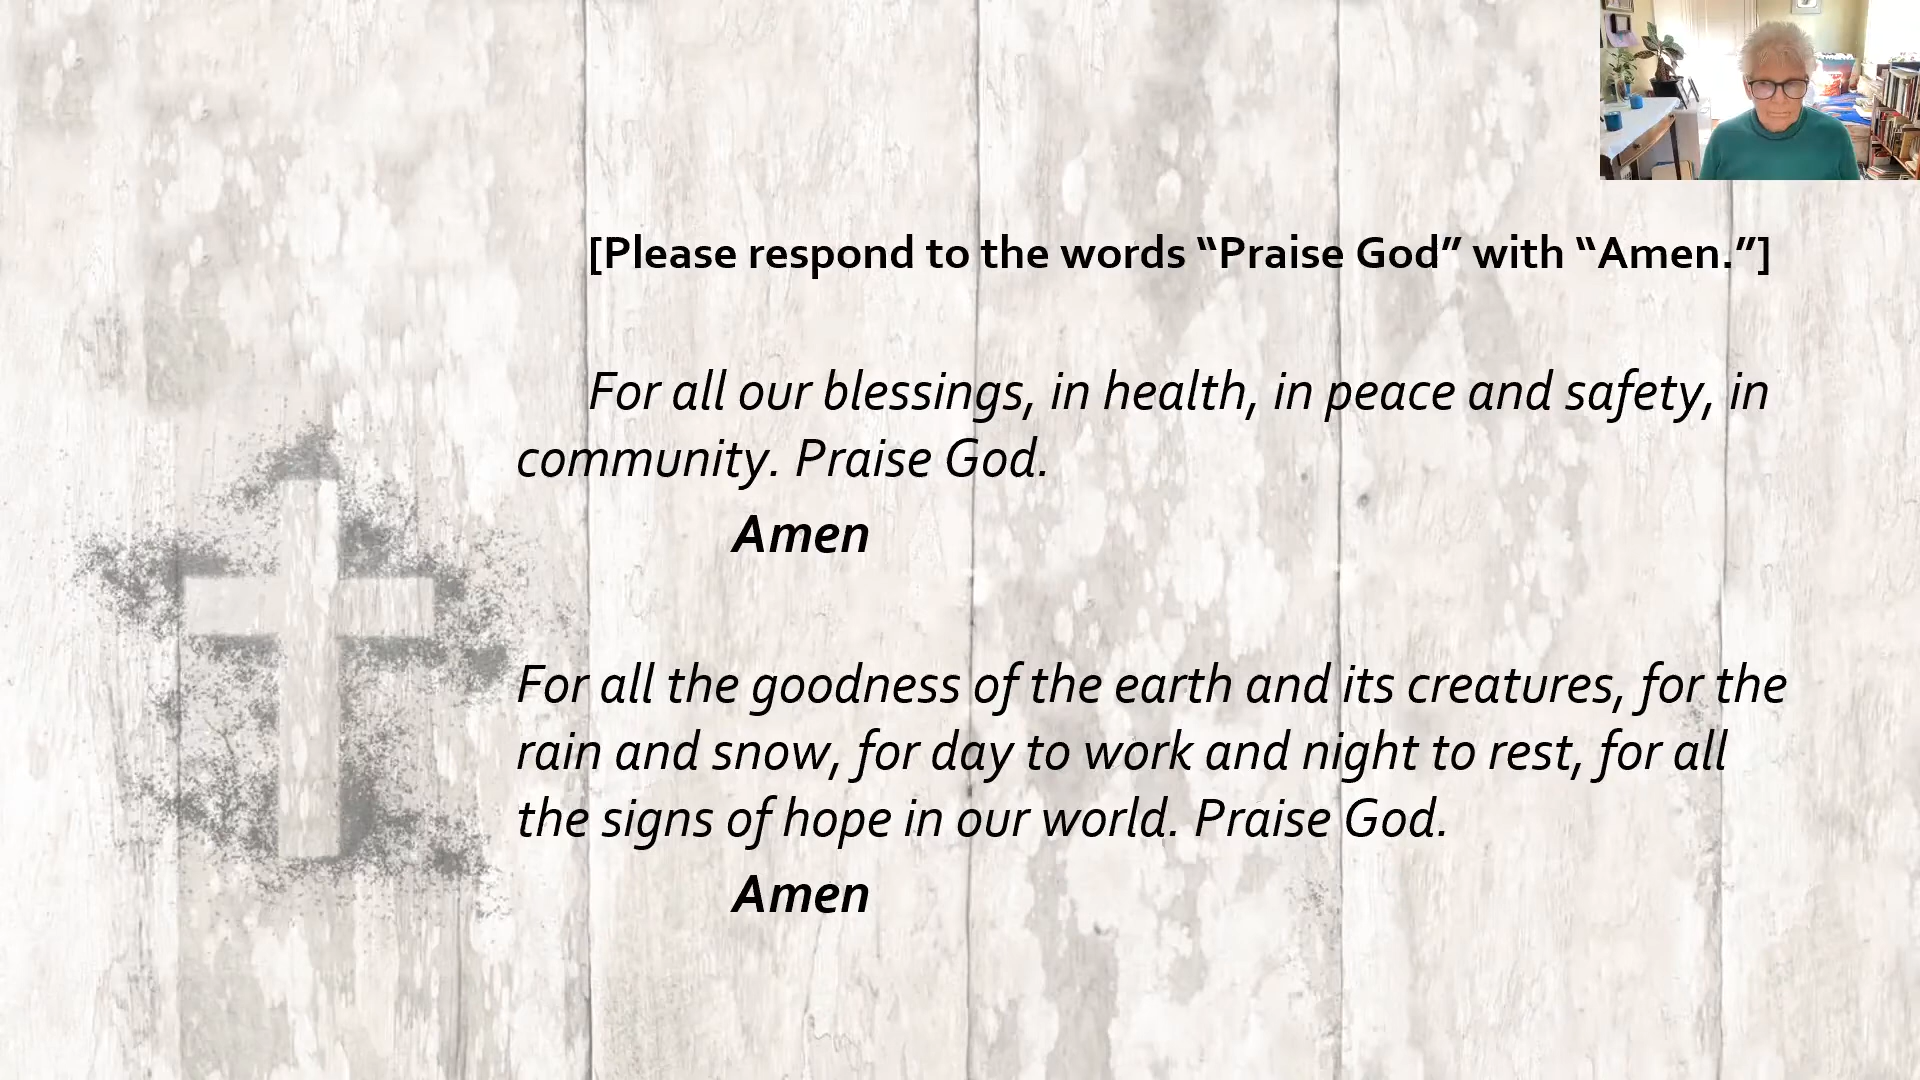 [Please respond to the words “Praise God” with “Amen.”]
For all our blessings, in health, in peace and safety, in
community. Praise God.
Amen
For all the goodness of the earth and its creatures, for the
rain and snow, for day to work and night to rest, for all
the signs of hope in our world. Praise God.
Amen